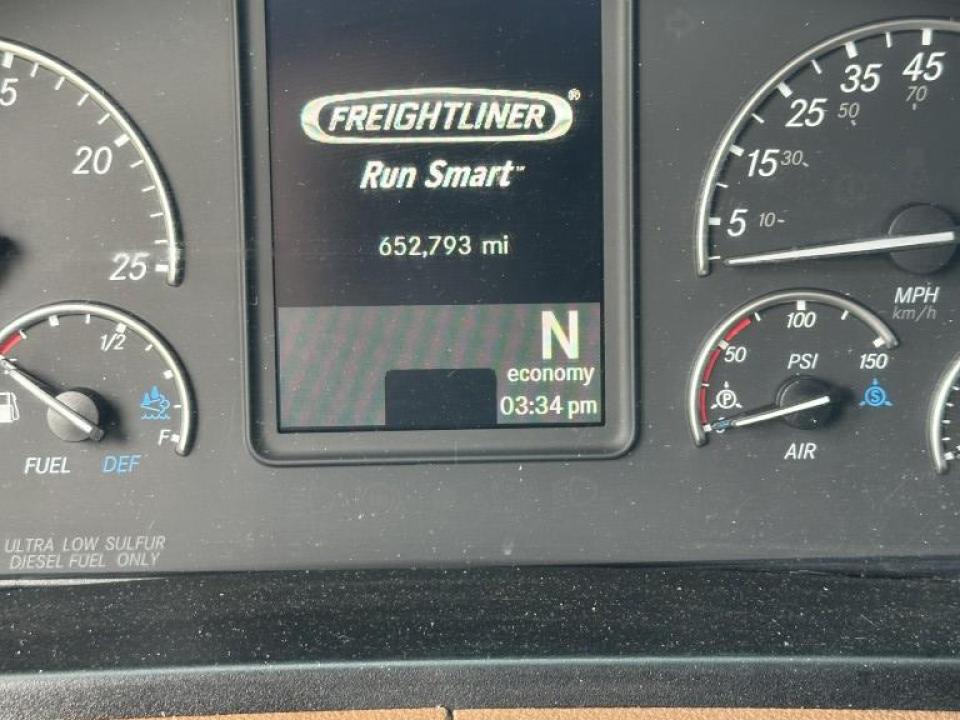 5
20
25
1/2
F
FUEL DEF
ULTRA LOW SULFUR
DIESEL FUEL ONLY
FREIGHTLINER®
Run Smart™
652,793 mi
N
economy
03:34 pm
5
15
25
35
45
10
30
50
70
MPH
km/h
50
100
150
PSI
P
S
AIR